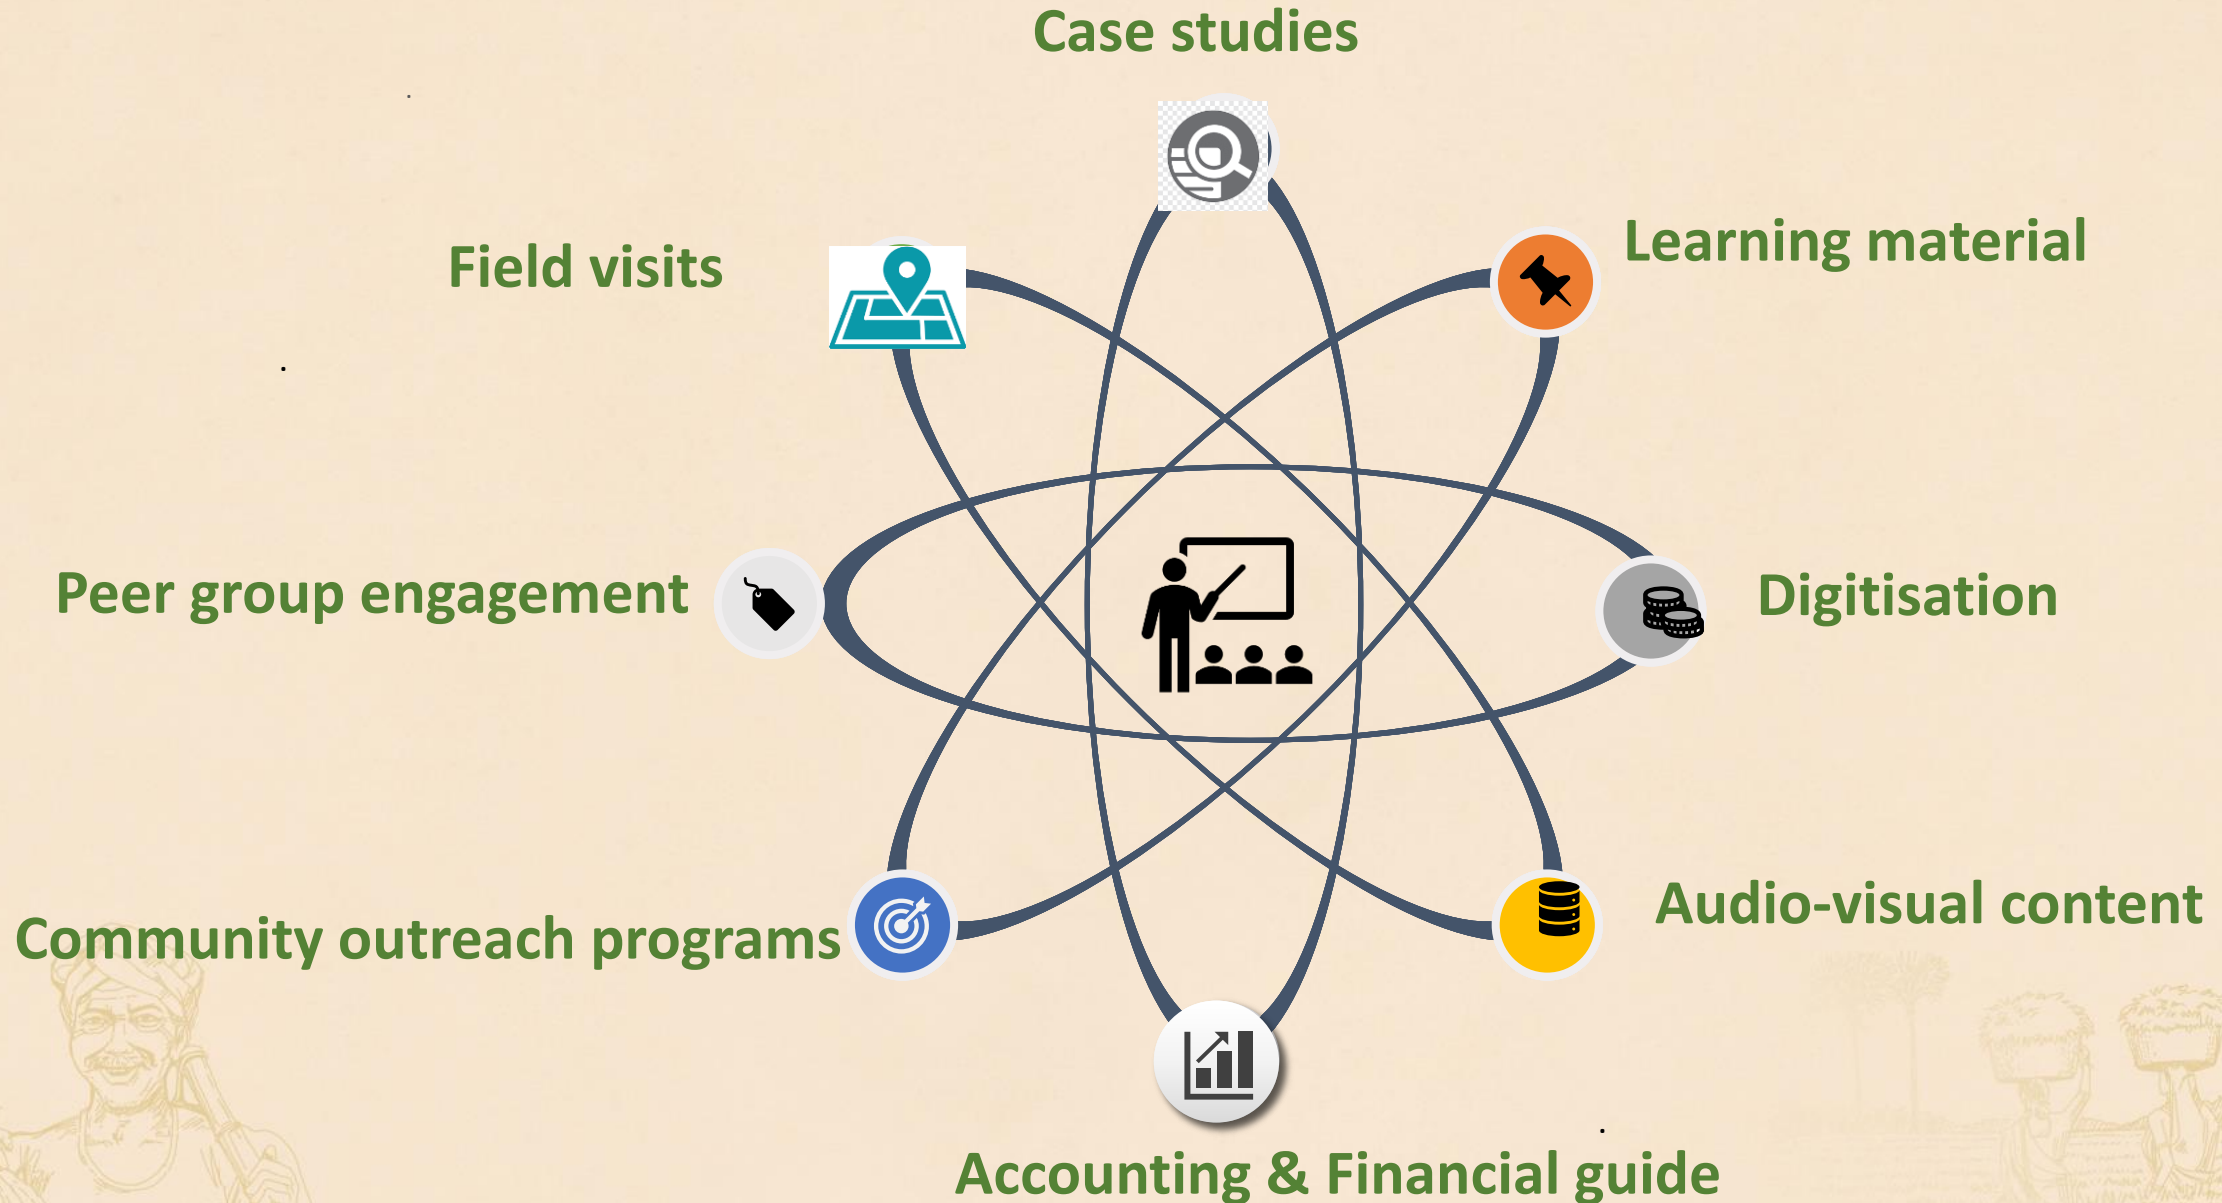 Case studies
Field visits
Learning material
Peer group engagement
Digitisation
Community outreach programs
Audio-visual content
Accounting & Financial guide